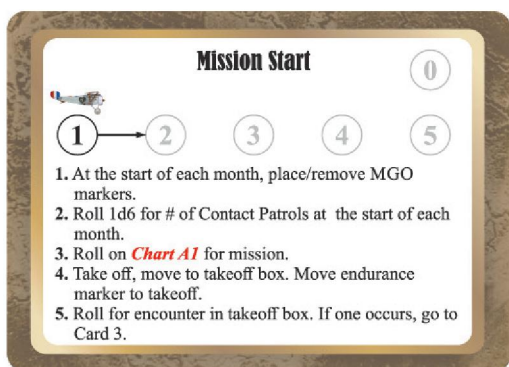 Mission Start
0
1 2 3 4 5
1. At the start of each month, place/remove MGO
markers.
2. Roll 1d6 for # of Contact Patrols at the start of each
month.
3. Roll on Chart A1 for mission.
4. Take off, move to takeoff box. Move endurance
marker to takeoff.
5. Roll for encounter in takeoff box. If one occurs, go to
Card 3.